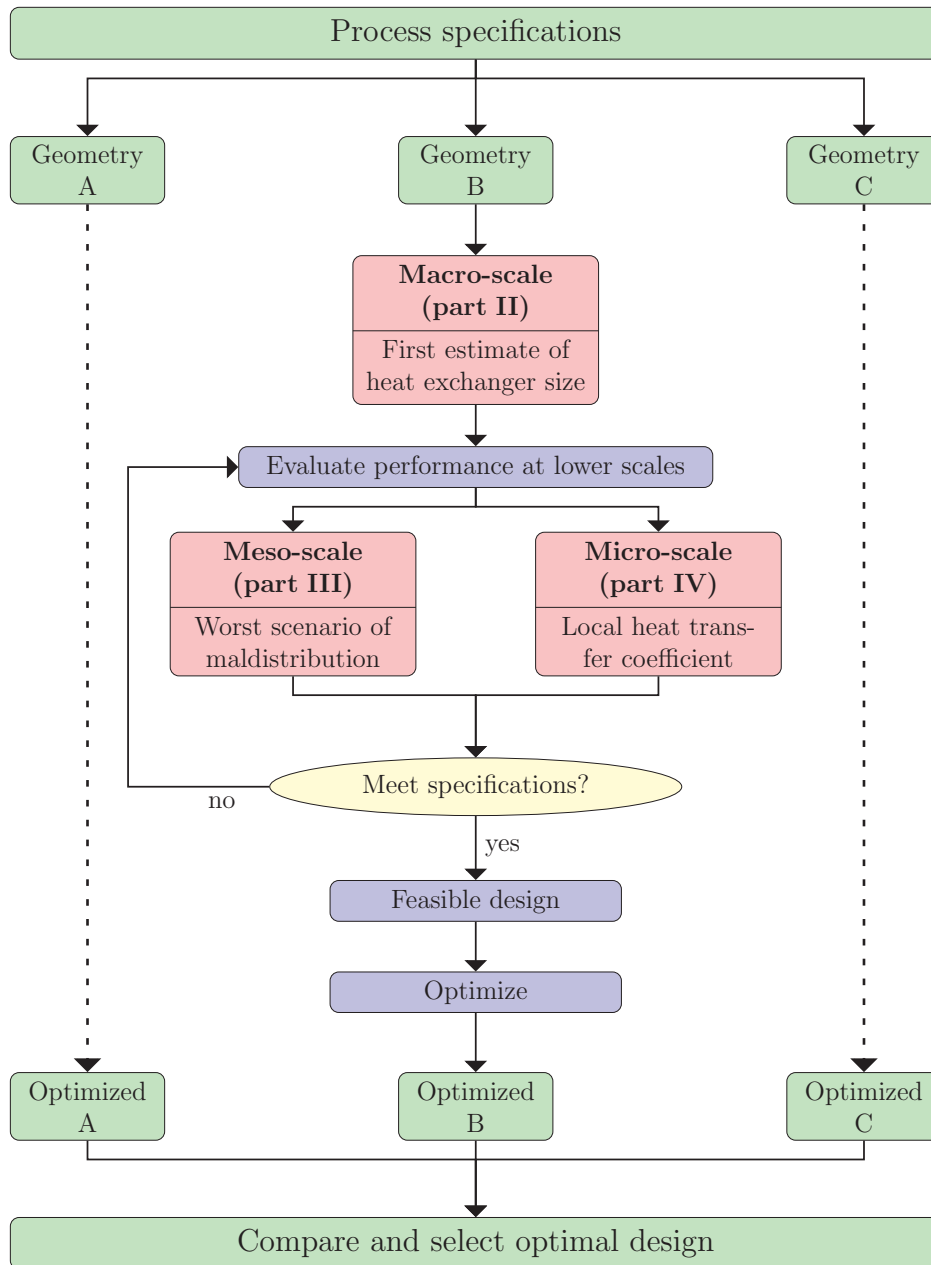 Process specifications
Geometry
A
Geometry
B
Geometry
C
Macro-scale
(part II)
First estimate of
heat exchanger size
Evaluate performance at lower scales
Meso-scale
(part III)
Worst scenario of
maldistribution
Micro-scale
(part IV)
Local heat trans-
fer coefficient
Meet specifications?
no
yes
Feasible design
Optimize
Optimized
A
Optimized
B
Optimized
C
Compare and select optimal design